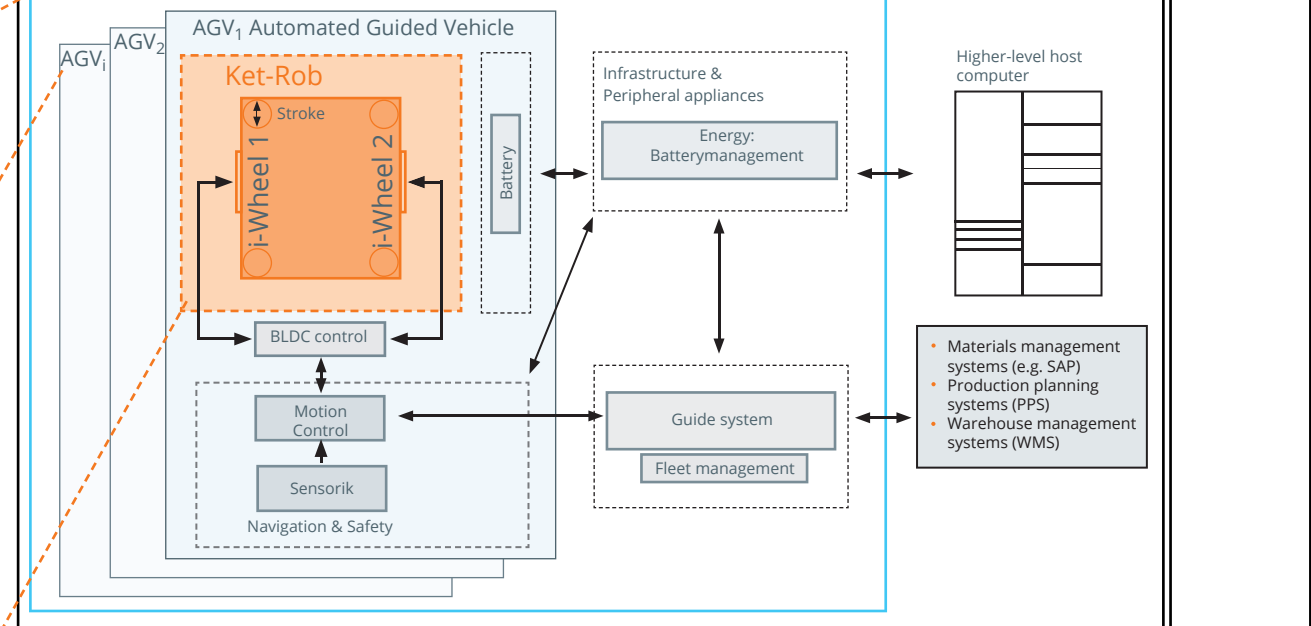 AGVi
AGV2
AGV1 Automated Guided Vehicle
Ket-Rob
Stroke
i-Wheel 1
i-Wheel 2
Battery
BLDC control
Motion
Control
Sensorik
Navigation & Safety
Infrastructure &
Peripheral appliances
Energy:
Batterymanagement
Guide system
Fleet management
Higher-level host
computer
• Materials management
systems (e.g. SAP)
• Production planning
systems (PPS)
• Warehouse management
systems (WMS)